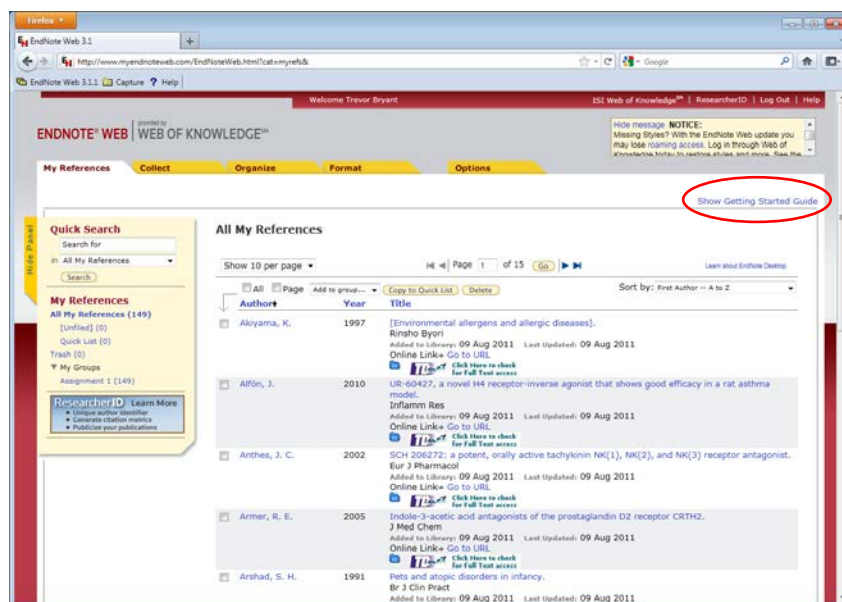 Firefox
EndNote Web 3.1
http://www.myendnoteweb.com/EndNoteWeb.html?cat=myrefs&
Google
EndNote Web 3.1.1 Capture ? Help
Welcome Trevor Bryant ISI Web of Knowledge℠ | ResearcherID | Log Out | Help
ENDNOTE® WEB provided by WEB OF KNOWLEDGE℠
Hide message NOTICE:
Missing Styles? With the EndNote Web update you
may lose roaming access. Log in through Web of
Knowledge today to restore styles and more. See the
My References Collect Organize Format Options
Show Getting Started Guide
Hide Panel
Quick Search
Search for
in All My References
Search
My References
All My References (149)
[Unfiled] (0)
Quick List (0)
Trash (0)
▼ My Groups
Assignment 1 (149)
ResearcherID Learn More
• Unique author identifier
• Generate citation metrics
• Publicize your publications
All My References
Show 10 per page Page 1 of 15 Go Learn about EndNote Desktop
All Page Add to group... Copy to Quick List Delete Sort by: First Author -- A to Z
Author Year Title
Akiyama, K. 1997 [Environmental allergens and allergic diseases].
Rinsho Byori
Added to Library: 09 Aug 2011 Last Updated: 09 Aug 2011
Online Link→ Go to URL
Click Here to check
for Full Text access
Alfón, J. 2010 UR-60427, a novel H4 receptor-inverse agonist that shows good efficacy in a rat asthma
model.
Inflamm Res
Added to Library: 09 Aug 2011 Last Updated: 09 Aug 2011
Online Link→ Go to URL
Click Here to check
for Full Text access
Anthes, J. C. 2002 SCH 206272: a potent, orally active tachykinin NK(1), NK(2), and NK(3) receptor antagonist.
Eur J Pharmacol
Added to Library: 09 Aug 2011 Last Updated: 09 Aug 2011
Online Link→ Go to URL
Click Here to check
for Full Text access
Armer, R. E. 2005 Indole-3-acetic acid antagonists of the prostaglandin D2 receptor CRTH2.
J Med Chem
Added to Library: 09 Aug 2011 Last Updated: 09 Aug 2011
Online Link→ Go to URL
Click Here to check
for Full Text access
Arshad, S. H. 1991 Pets and atopic disorders in infancy.
Br J Clin Pract
Added to Library: 09 Aug 2011 Last Updated: 09 Aug 2011